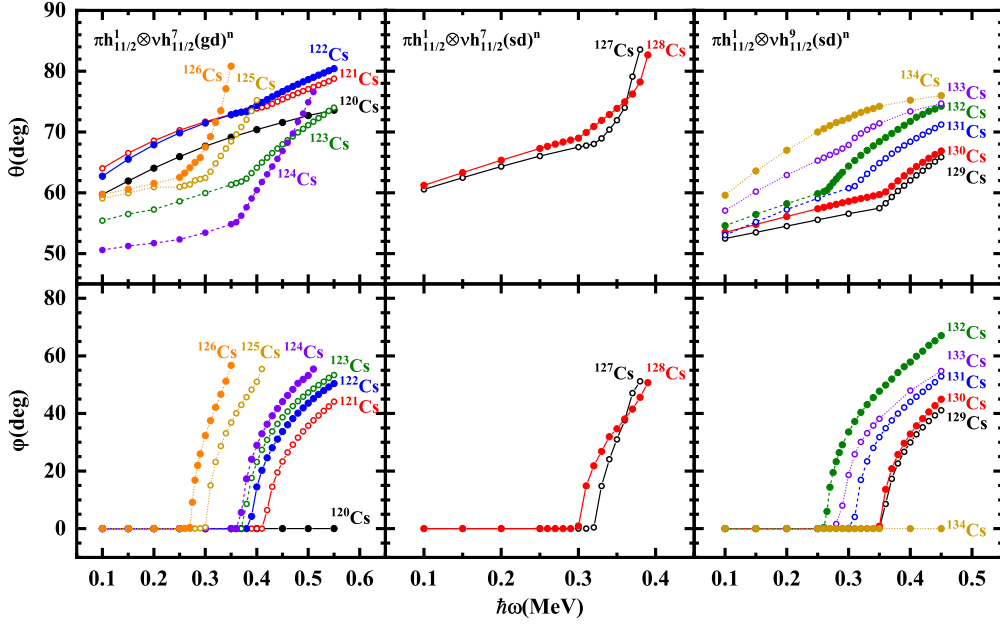 πh¹₁₁/₂⊗νh⁷₁₁/₂(gd)ⁿ
¹²²Cs
¹²⁶Cs
¹²⁵Cs
¹²¹Cs
¹²⁰Cs
¹²³Cs
¹²⁴Cs
πh¹₁₁/₂⊗νh⁷₁₁/₂(sd)ⁿ
¹²⁷Cs
¹²⁸Cs
πh¹₁₁/₂⊗νh⁹₁₁/₂(sd)ⁿ
¹³⁴Cs
¹³³Cs
¹³²Cs
¹³¹Cs
¹³⁰Cs
¹²⁹Cs
θ(deg)
90
80
70
60
50
¹²⁶Cs
¹²⁵Cs
¹²⁴Cs
¹²³Cs
¹²²Cs
¹²¹Cs
¹²⁰Cs
¹²⁷Cs
¹²⁸Cs
¹³²Cs
¹³³Cs
¹³¹Cs
¹³⁰Cs
¹²⁹Cs
¹³⁴Cs
φ(deg)
80
60
40
20
0
0.1 0.2 0.3 0.4 0.5 0.6
0.1 0.2 0.3 0.4
0.1 0.2 0.3 0.4 0.5
ℏω(MeV)